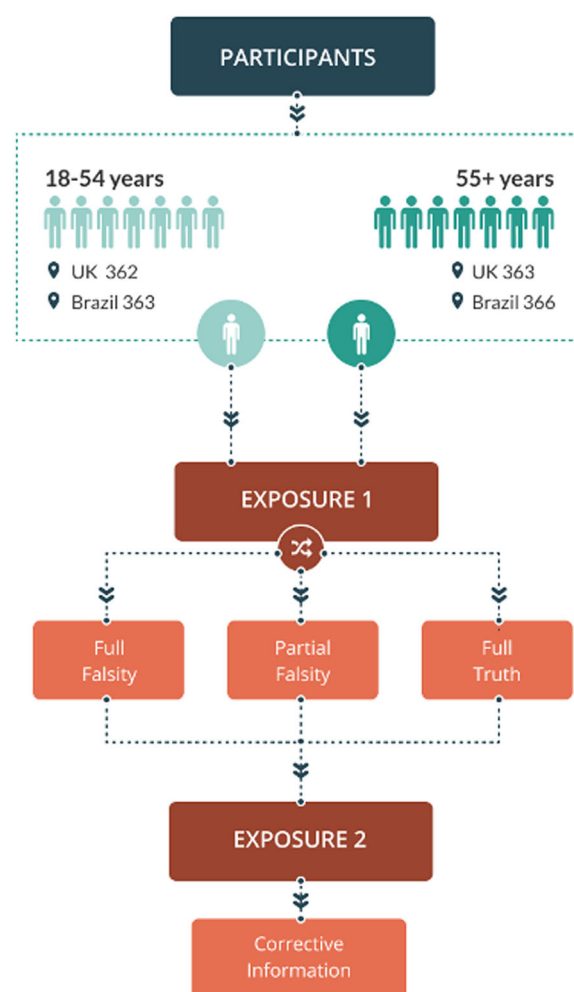 PARTICIPANTS
18-54 years
UK 362
Brazil 363
55+ years
UK 363
Brazil 366
EXPOSURE 1
Full
Falsity
Partial
Falsity
Full
Truth
EXPOSURE 2
Corrective
Information